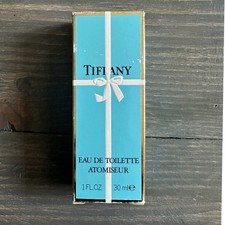 TIFFANY
EAU DE TOILETTE
ATOMISEUR
1 FL.OZ 30 ml e